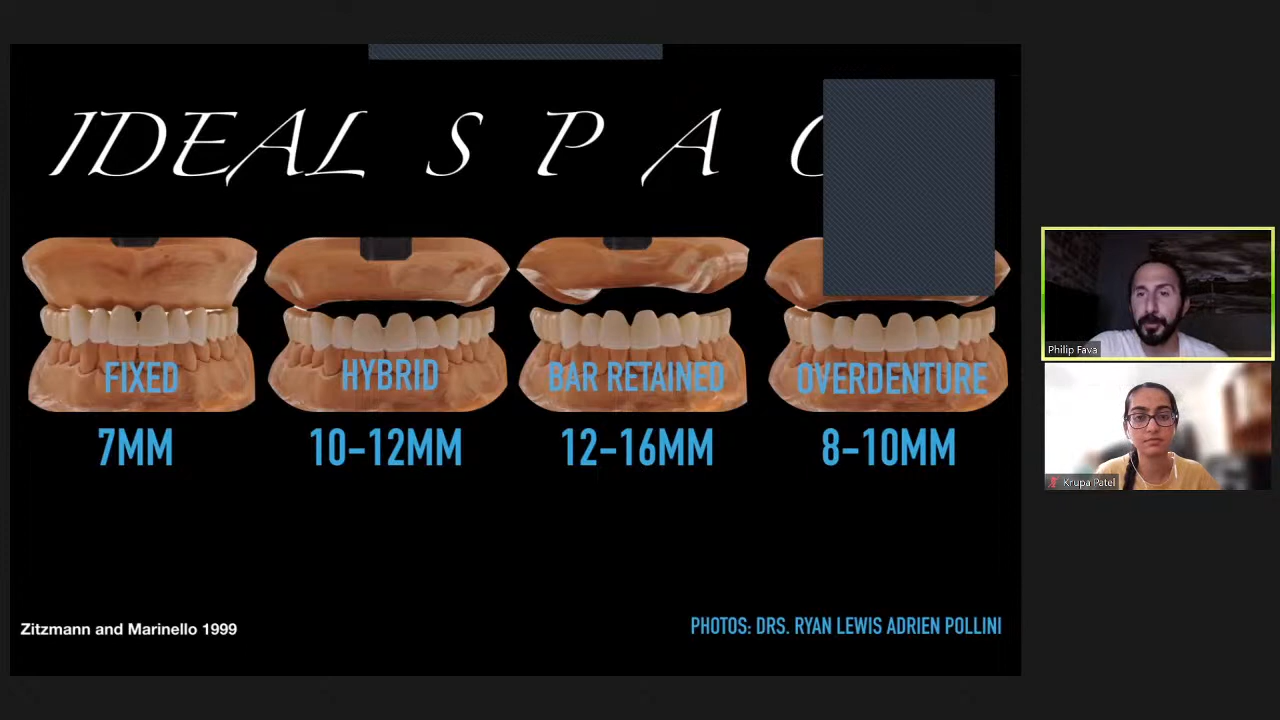 IDEAL S P A C
FIXED
HYBRID
BAR RETAINED
OVERDENTURE
7MM
10-12MM
12-16MM
8-10MM
Zitzmann and Marinello 1999
PHOTOS: DRS. RYAN LEWIS ADRIEN POLLINI
Philip Fava
Krupa Patel